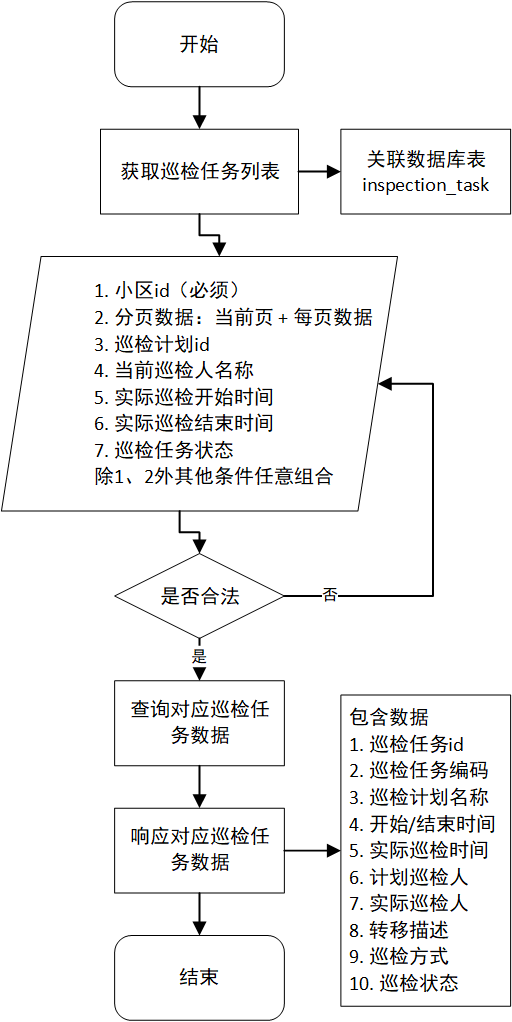 开始
获取巡检任务列表
关联数据库表
inspection_task
1. 小区id（必须）
2. 分页数据：当前页 + 每页数据
3. 巡检计划id
4. 当前巡检人名称
5. 实际巡检开始时间
6. 实际巡检结束时间
7. 巡检任务状态
除1、2外其他条件任意组合
是否合法
否
是
查询对应巡检任
务数据
响应对应巡检任
务数据
包含数据
1. 巡检任务id
2. 巡检任务编码
3. 巡检计划名称
4. 开始/结束时间
5. 实际巡检时间
6. 计划巡检人
7. 实际巡检人
8. 转移描述
9. 巡检方式
10. 巡检状态
结束